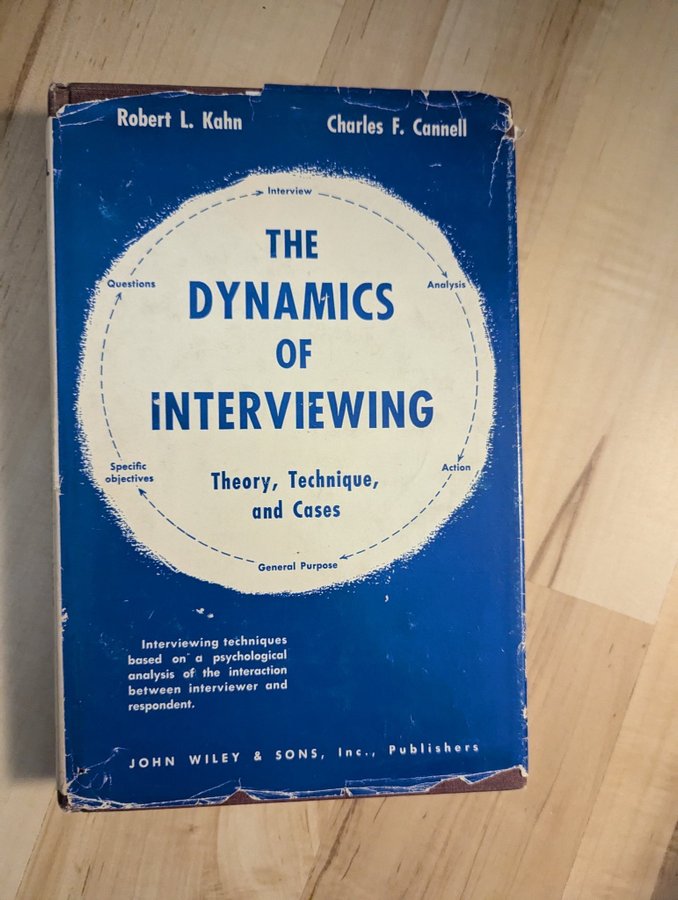 Robert L. Kahn
Charles F. Cannell
Interview
THE
Questions
Analysis
DYNAMICS
OF
INTERVIEWING
Specific
objectives
Action
Theory, Technique,
and Cases
General Purpose
Interviewing techniques
based on a psychological
analysis of the interaction
between interviewer and
respondent.
JOHN WILEY & SONS, Inc., Publishers